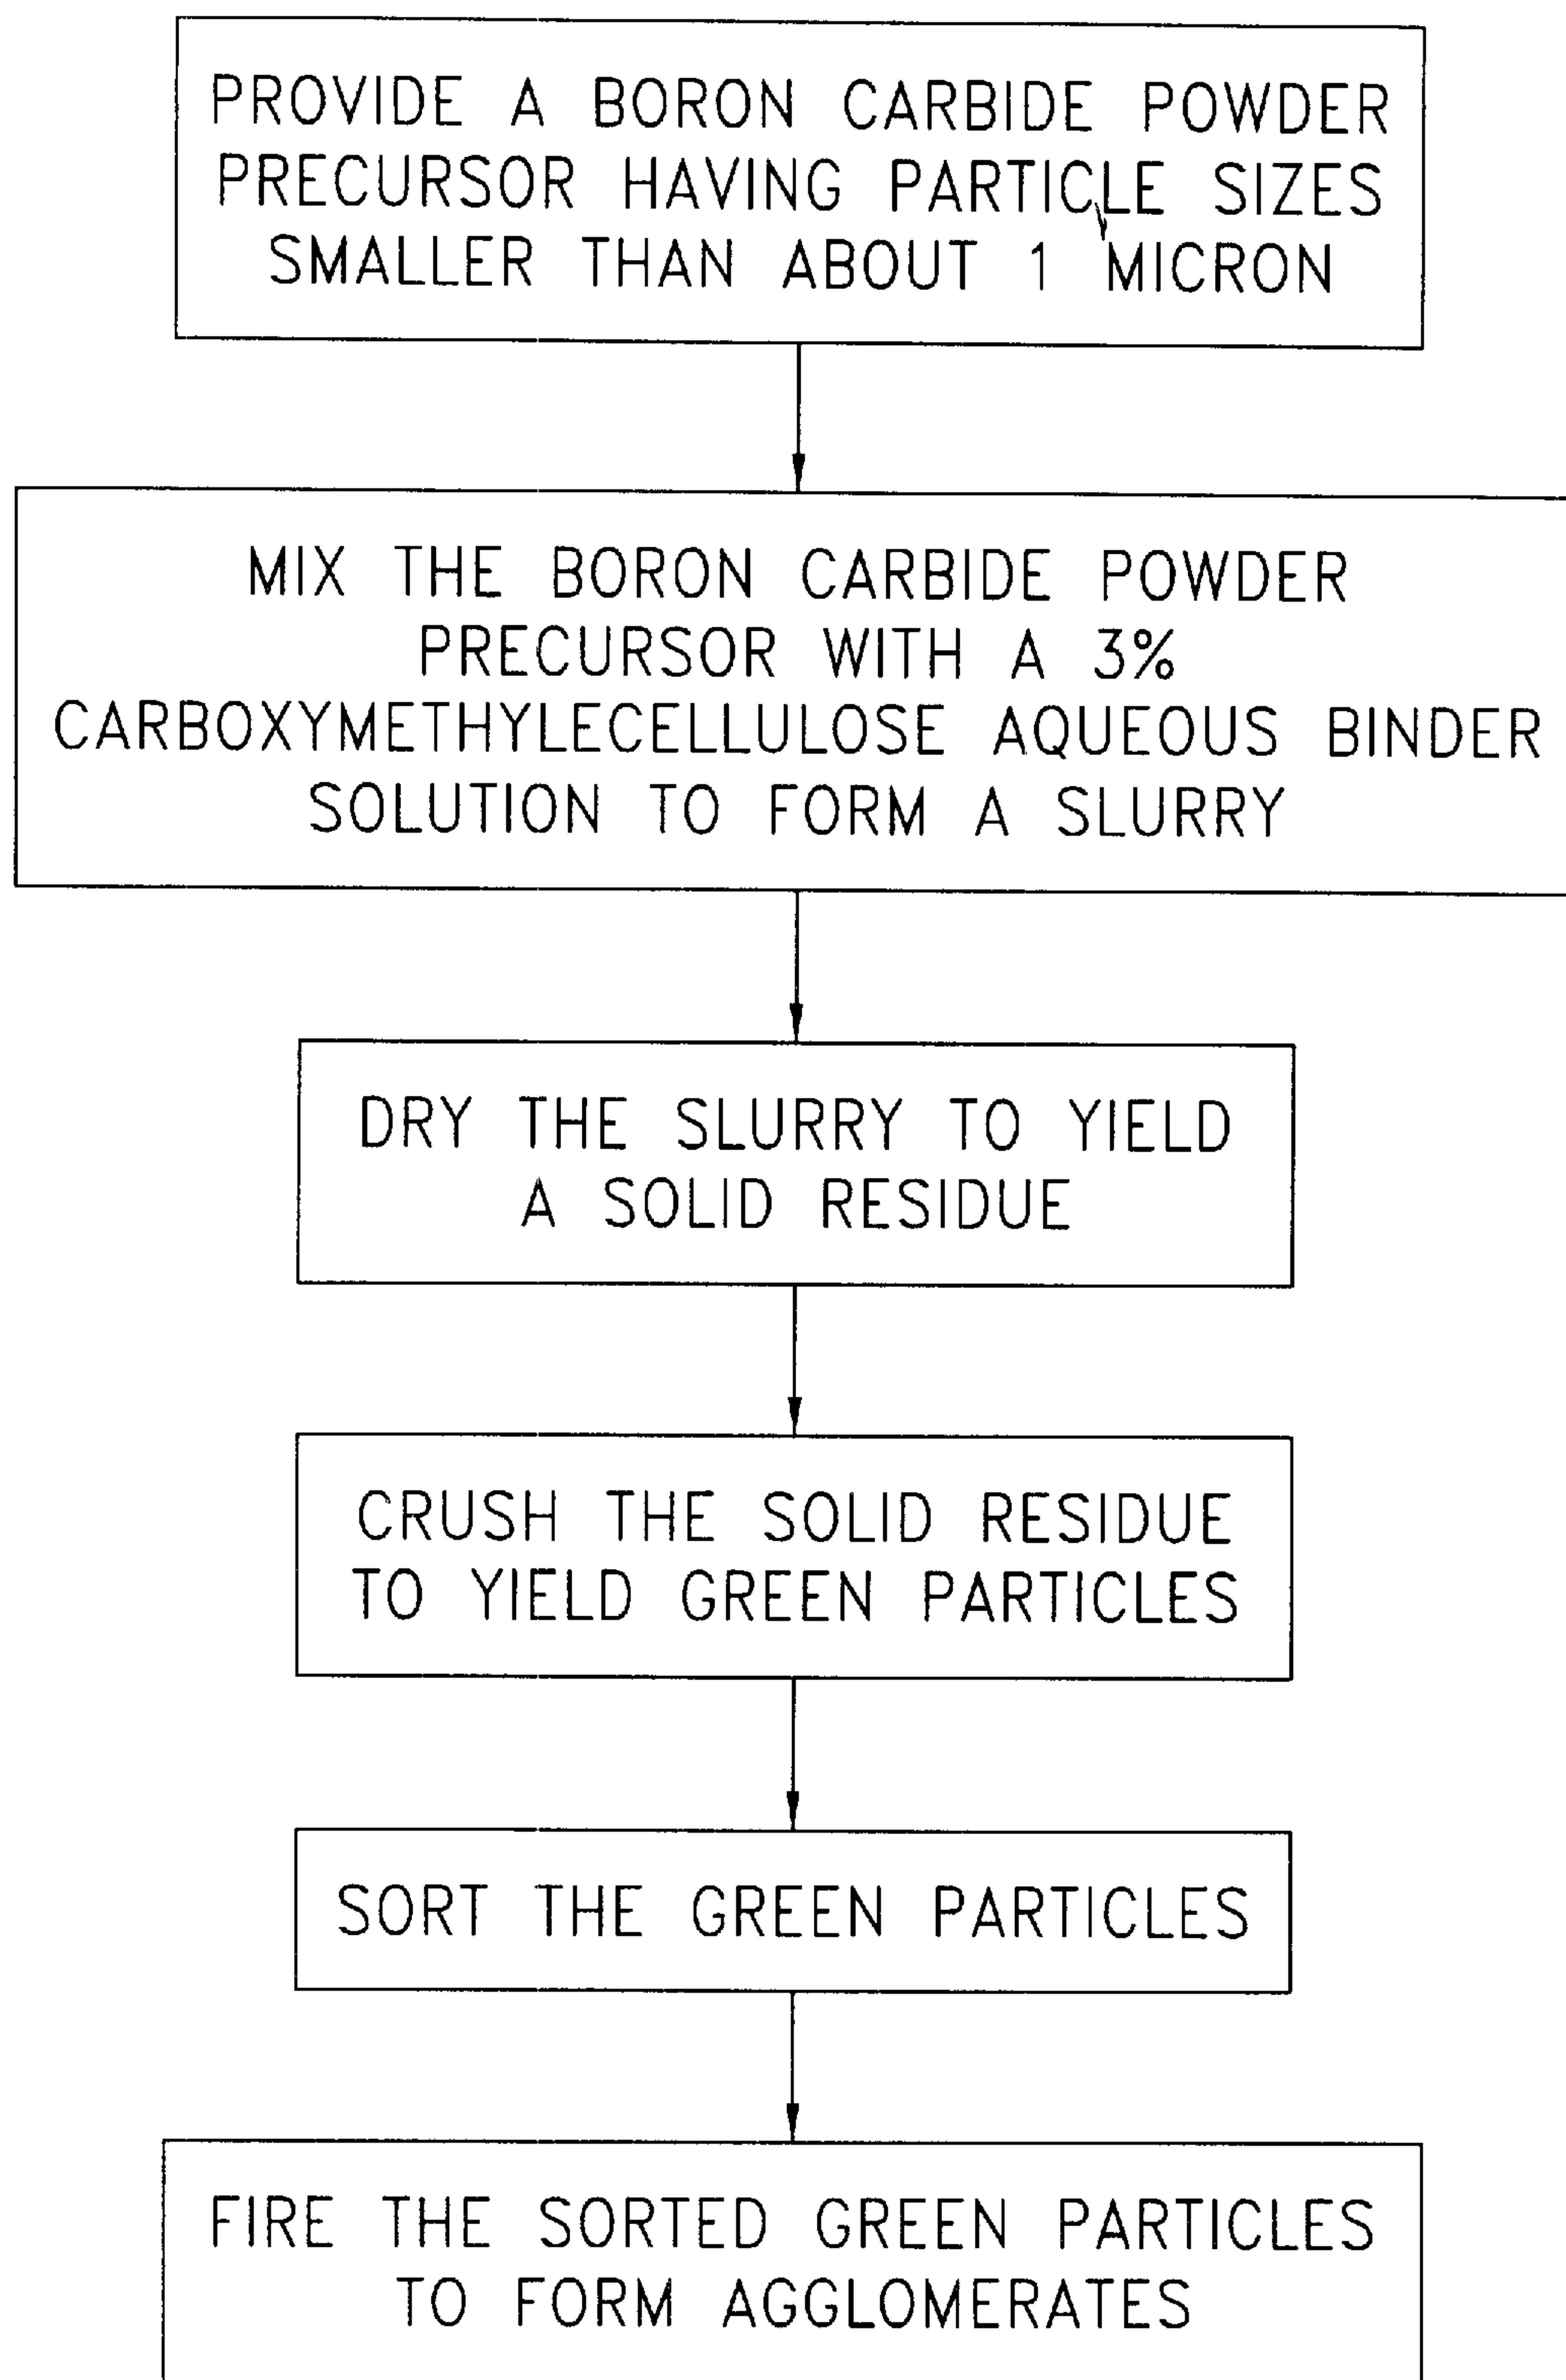 PROVIDE A BORON CARBIDE POWDER
PRECURSOR HAVING PARTICLE SIZES
SMALLER THAN ABOUT 1 MICRON
MIX THE BORON CARBIDE POWDER
PRECURSOR WITH A 3%
CARBOXYMETHYLECELLULOSE AQUEOUS BINDER
SOLUTION TO FORM A SLURRY
DRY THE SLURRY TO YIELD
A SOLID RESIDUE
CRUSH THE SOLID RESIDUE
TO YIELD GREEN PARTICLES
SORT THE GREEN PARTICLES
FIRE THE SORTED GREEN PARTICLES
TO FORM AGGLOMERATES